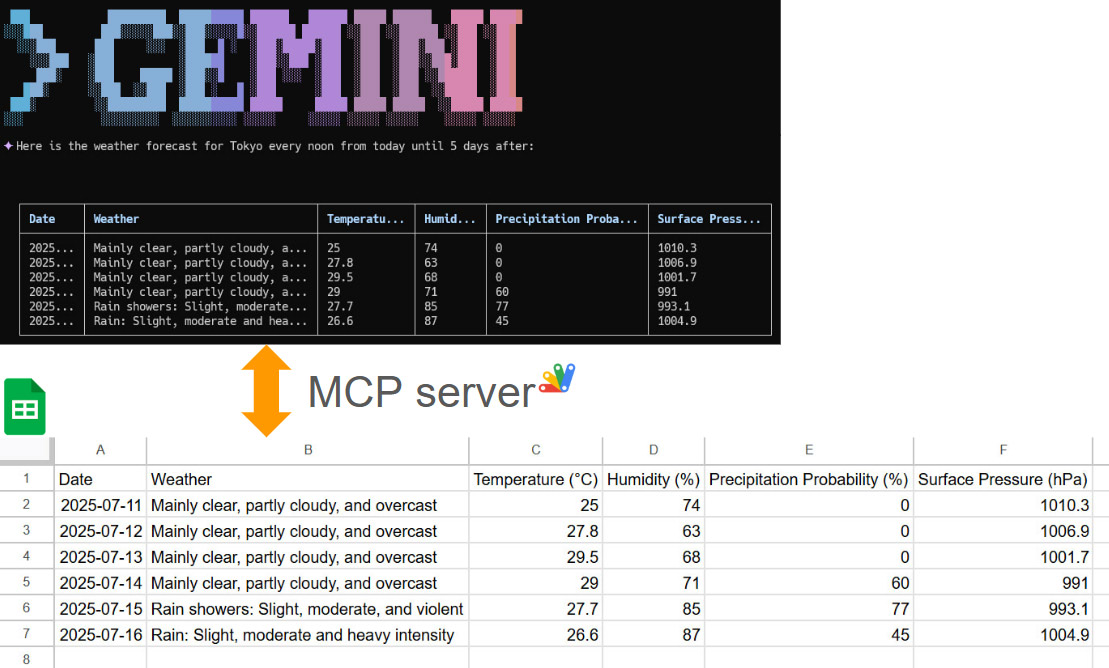 >GEMINI
✦ Here is the weather forecast for Tokyo every noon from today until 5 days after:
Date Weather Temperatu... Humid... Precipitation Proba... Surface Press...
2025... Mainly clear, partly cloudy, a... 25 74 0 1010.3
2025... Mainly clear, partly cloudy, a... 27.8 63 0 1006.9
2025... Mainly clear, partly cloudy, a... 29.5 68 0 1001.7
2025... Mainly clear, partly cloudy, a... 29 71 60 991
2025... Rain showers: Slight, moderate... 27.7 85 77 993.1
2025... Rain: Slight, moderate and hea... 26.6 87 45 1004.9
MCP server
A B C D E F
1 Date Weather Temperature (°C) Humidity (%) Precipitation Probability (%) Surface Pressure (hPa)
2 2025-07-11 Mainly clear, partly cloudy, and overcast 25 74 0 1010.3
3 2025-07-12 Mainly clear, partly cloudy, and overcast 27.8 63 0 1006.9
4 2025-07-13 Mainly clear, partly cloudy, and overcast 29.5 68 0 1001.7
5 2025-07-14 Mainly clear, partly cloudy, and overcast 29 71 60 991
6 2025-07-15 Rain showers: Slight, moderate, and violent 27.7 85 77 993.1
7 2025-07-16 Rain: Slight, moderate and heavy intensity 26.6 87 45 1004.9
8